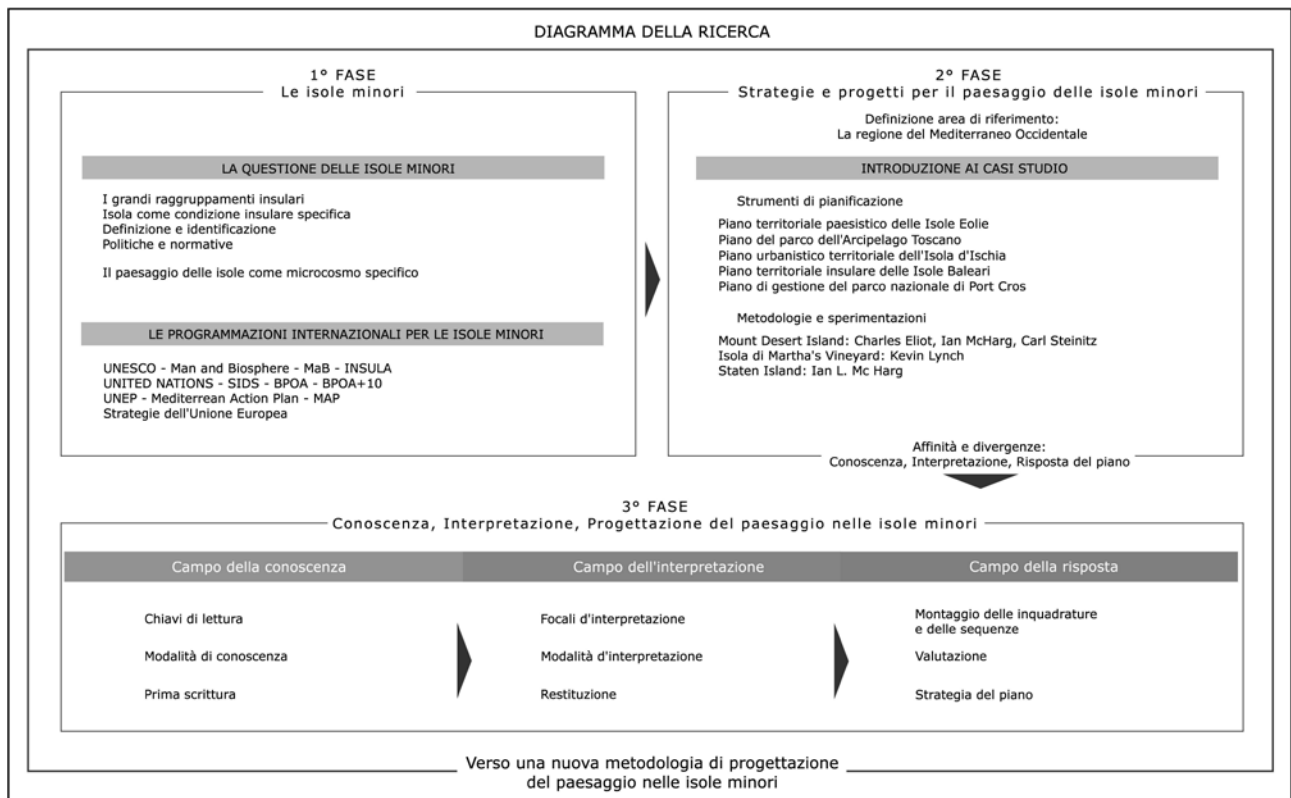 DIAGRAMMA DELLA RICERCA
1° FASE
Le isole minori
LA QUESTIONE DELLE ISOLE MINORI
I grandi raggruppamenti insulari
Isola come condizione insulare specifica
Definizione e identificazione
Politiche e normative
Il paesaggio delle isole come microcosmo specifico
LE PROGRAMMAZIONI INTERNAZIONALI PER LE ISOLE MINORI
UNESCO - Man and Biosphere - MaB - INSULA
UNITED NATIONS - SIDS - BPOA - BPOA+10
UNEP - Mediterrean Action Plan - MAP
Strategie dell'Unione Europea
2° FASE
Strategie e progetti per il paesaggio delle isole minori
Definizione area di riferimento:
La regione del Mediterraneo Occidentale
INTRODUZIONE AI CASI STUDIO
Strumenti di pianificazione
Piano territoriale paesistico delle Isole Eolie
Piano del parco dell'Arcipelago Toscano
Piano urbanistico territoriale dell'Isola d'Ischia
Piano territoriale insulare delle Isole Baleari
Piano di gestione del parco nazionale di Port Cros
Metodologie e sperimentazioni
Mount Desert Island: Charles Eliot, Ian McHarg, Carl Steinitz
Isola di Martha's Vineyard: Kevin Lynch
Staten Island: Ian L. Mc Harg
Affinità e divergenze:
Conoscenza, Interpretazione, Risposta del piano
3° FASE
Conoscenza, Interpretazione, Progettazione del paesaggio nelle isole minori
Campo della conoscenza
Chiavi di lettura
Modalità di conoscenza
Prima scrittura
Campo dell'interpretazione
Focali d'interpretazione
Modalità d'interpretazione
Restituzione
Campo della risposta
Montaggio delle inquadrature
e delle sequenze
Valutazione
Strategia del piano
Verso una nuova metodologia di progettazione
del paesaggio nelle isole minori